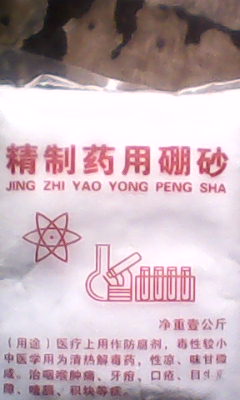 精制药用硼砂
JING ZHI YAO YONG PENG SHA
净重壹公斤
(用途)医疗上用作防腐剂,毒性较小
中医学用为清热解毒药,性凉、味甘微
咸。治咽喉肿痛、牙疳、口疮、目生
障、噎膈、积块等症。